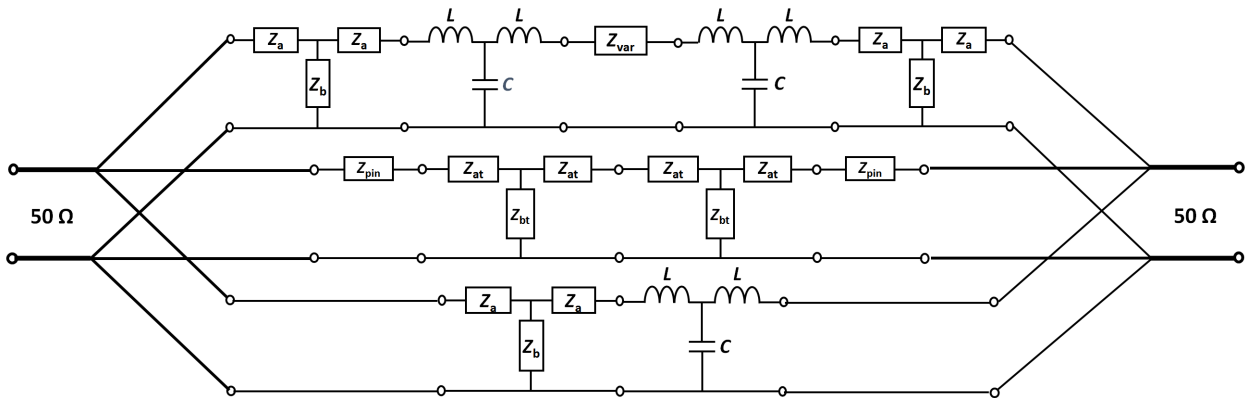 L L L L
Za Za Zvar Za Za
Zb C C Zb
Zpin Zat Zat Zat Zat Zpin
50 Ω Zbt Zbt 50 Ω
L L
Za Za
Zb C